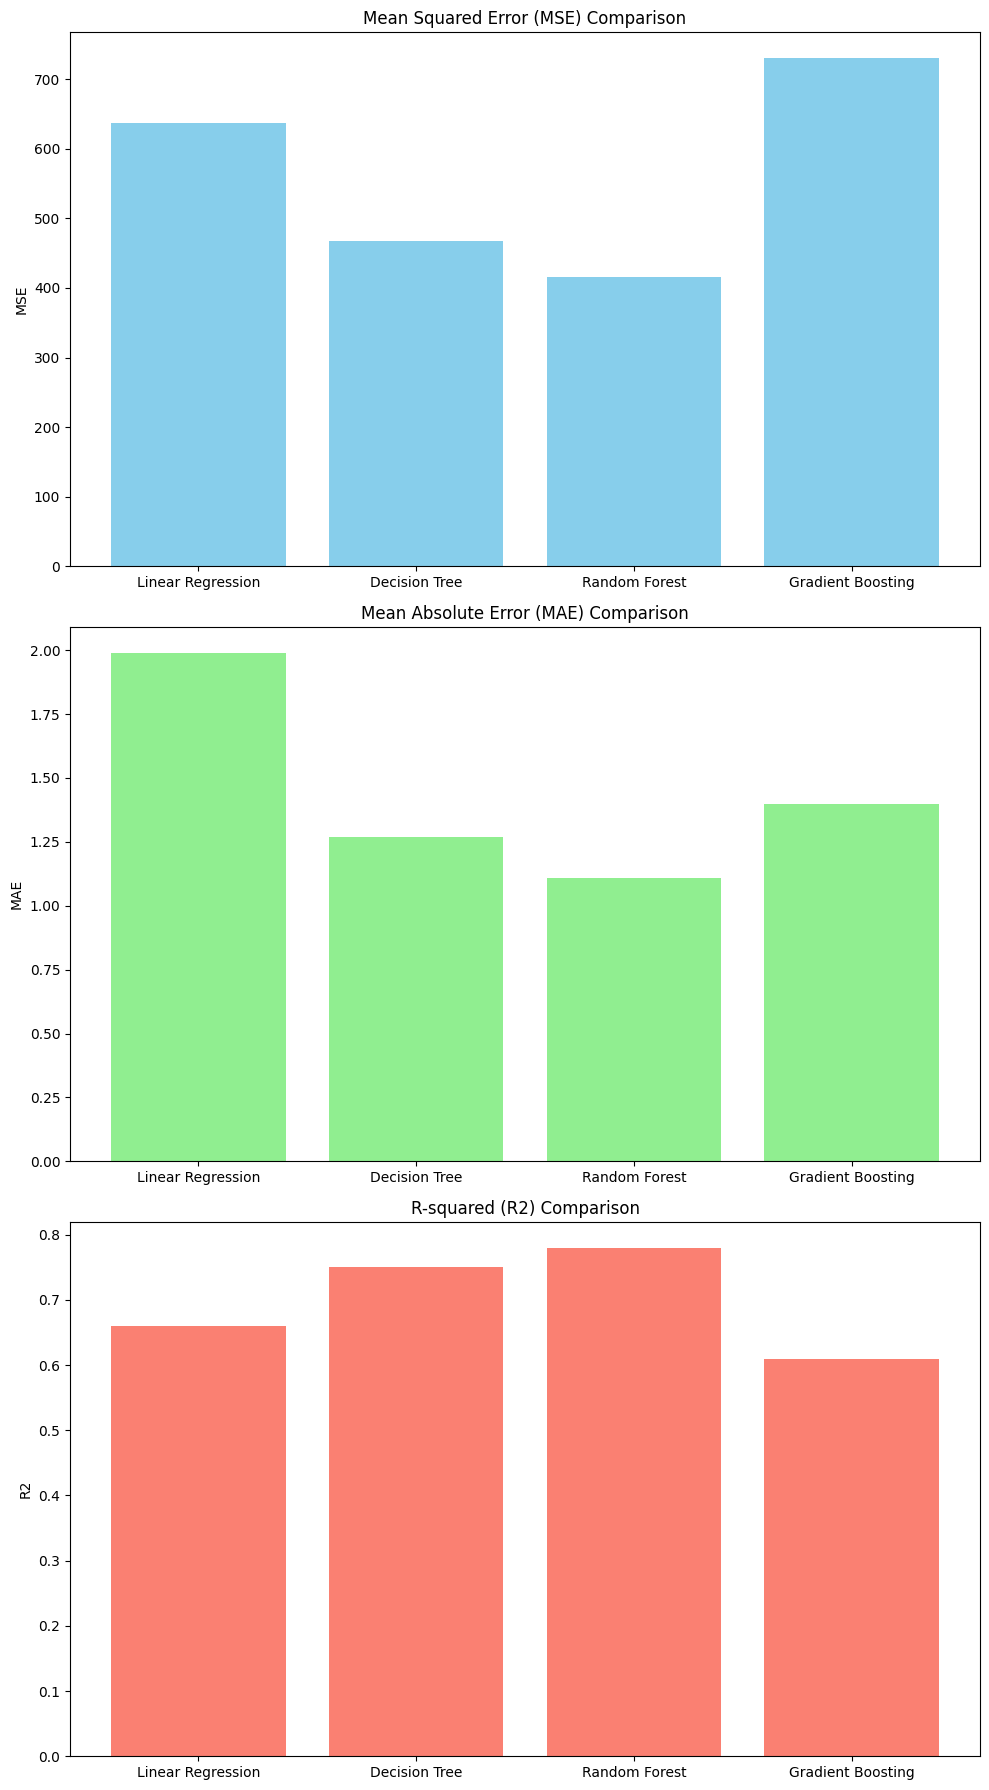 Mean Squared Error (MSE) Comparison
700
600
500
400
300
200
100
0
MSE
Linear Regression Decision Tree Random Forest Gradient Boosting
Mean Absolute Error (MAE) Comparison
2.00
1.75
1.50
1.25
1.00
0.75
0.50
0.25
0.00
MAE
Linear Regression Decision Tree Random Forest Gradient Boosting
R-squared (R2) Comparison
0.8
0.7
0.6
0.5
0.4
0.3
0.2
0.1
0.0
R2
Linear Regression Decision Tree Random Forest Gradient Boosting